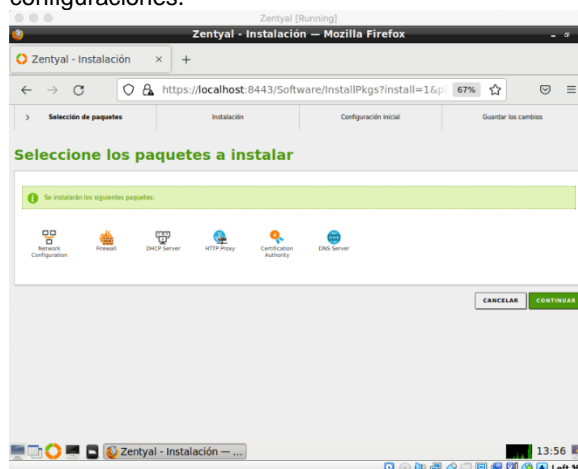 configuraciones.
Zentyal [Running]
Zentyal - Instalación — Mozilla Firefox
Zentyal - Instalación × +
https://localhost:8443/Software/InstallPkgs?install=1&p 67%
> Selección de paquetes Instalación Configuración inicial Guardar los cambios
Seleccione los paquetes a instalar
Se instalarán los siguientes paquetes:
Network Firewall DHCP Server HTTP Proxy Certification DNS Server
Configuration Authority
CANCELAR CONTINUAR
Zentyal - Instalación — ... 13:56
Left ⌘